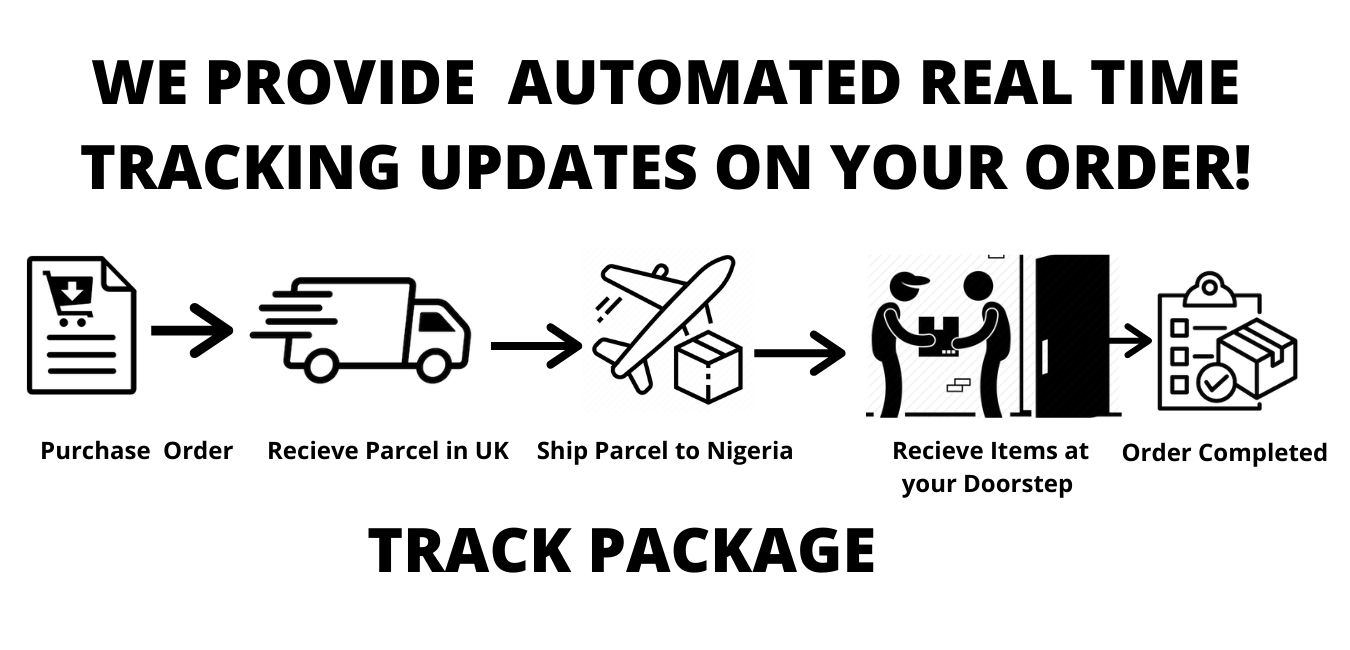 WE PROVIDE  AUTOMATED REAL TIME
TRACKING UPDATES ON YOUR ORDER!
Purchase  Order
Recieve Parcel in UK
Ship Parcel to Nigeria
Recieve Items at
your Doorstep
Order Completed
TRACK PACKAGE